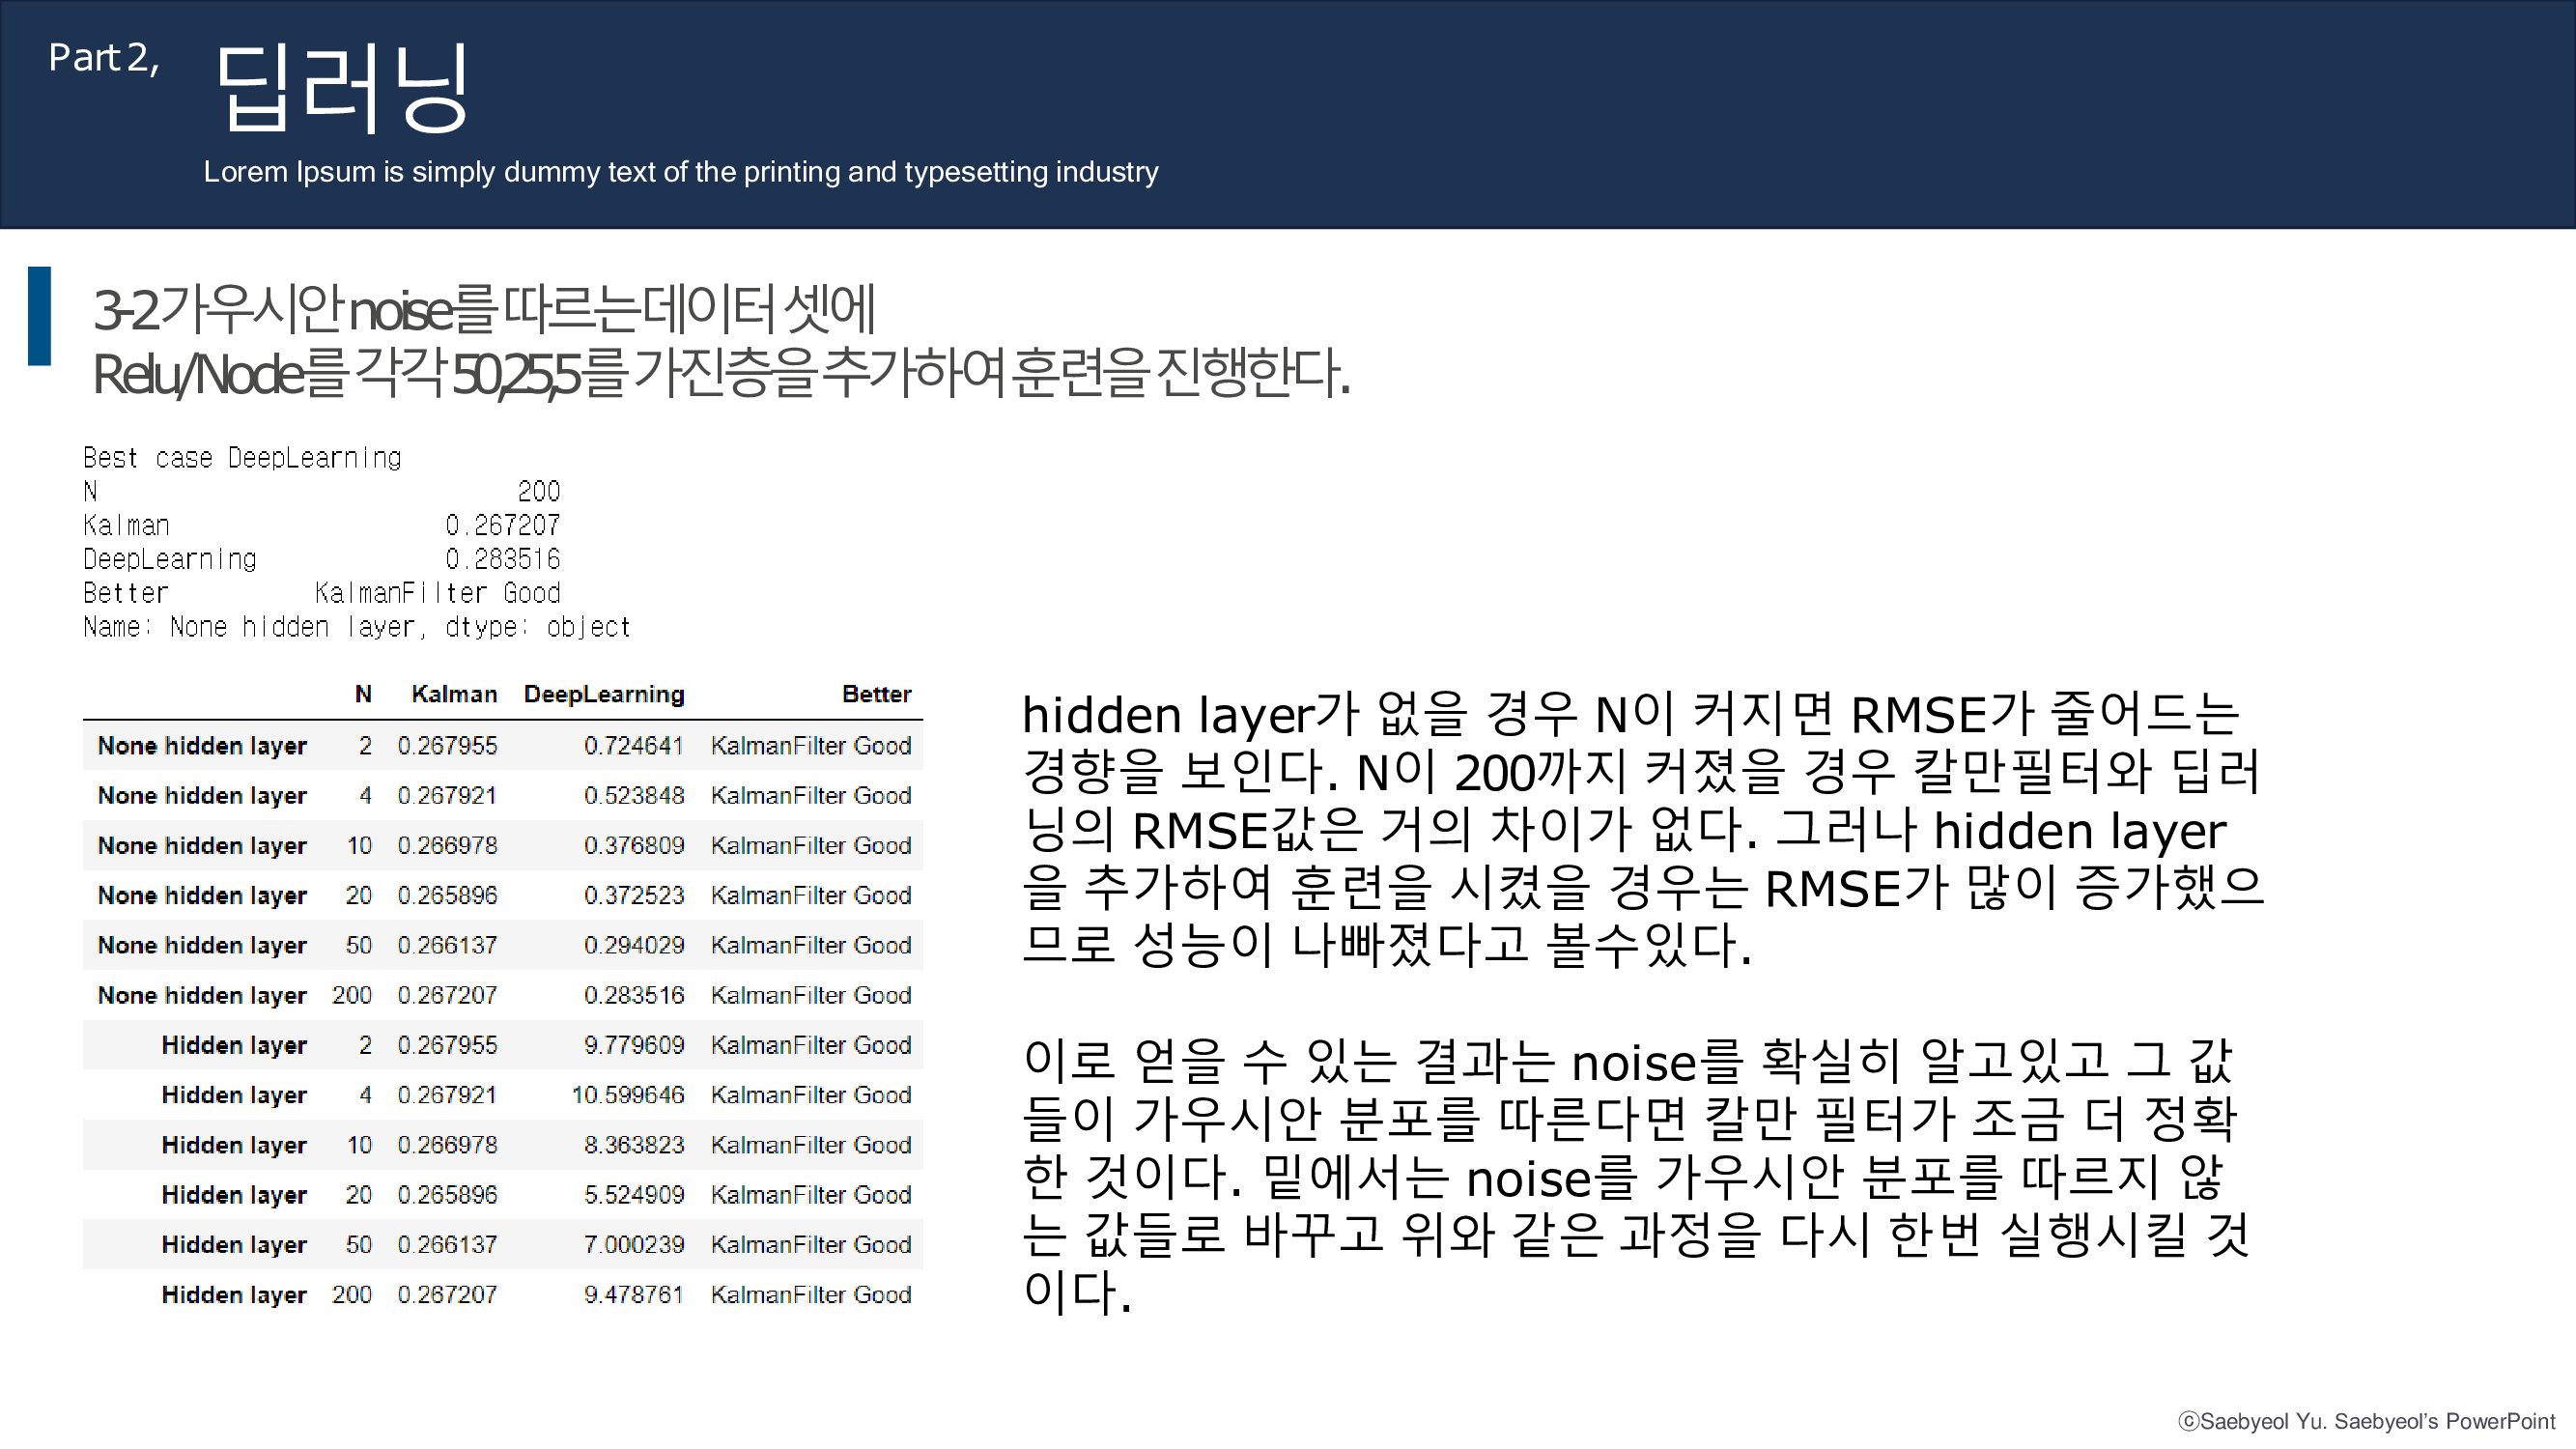 Part 2,
딥러닝
Lorem Ipsum is simply dummy text of the printing and typesetting industry
3-2 가우시안 noise를 따르는 데이터 셋에
Relu/Node를 각각 50,25,5를 가진층을 추가하여 훈련을 진행한다.
Best case DeepLearning
N 200
Kalman 0.267207
DeepLearning 0.283516
Better KalmanFilter Good
Name: None hidden layer, dtype: object
N Kalman DeepLearning Better
None hidden layer 2 0.267955 0.724641 KalmanFilter Good
None hidden layer 4 0.267921 0.523848 KalmanFilter Good
None hidden layer 10 0.266978 0.376809 KalmanFilter Good
None hidden layer 20 0.265896 0.372523 KalmanFilter Good
None hidden layer 50 0.266137 0.294029 KalmanFilter Good
None hidden layer 200 0.267207 0.283516 KalmanFilter Good
Hidden layer 2 0.267955 9.779609 KalmanFilter Good
Hidden layer 4 0.267921 10.599646 KalmanFilter Good
Hidden layer 10 0.266978 8.363823 KalmanFilter Good
Hidden layer 20 0.265896 5.524909 KalmanFilter Good
Hidden layer 50 0.266137 7.000239 KalmanFilter Good
Hidden layer 200 0.267207 9.478761 KalmanFilter Good
hidden layer가 없을 경우 N이 커지면 RMSE가 줄어드는
경향을 보인다. N이 200까지 커졌을 경우 칼만필터와 딥러
닝의 RMSE값은 거의 차이가 없다. 그러나 hidden layer
을 추가하여 훈련을 시켰을 경우는 RMSE가 많이 증가했으
므로 성능이 나빠졌다고 볼수있다.
이로 얻을 수 있는 결과는 noise를 확실히 알고있고 그 값
들이 가우시안 분포를 따른다면 칼만 필터가 조금 더 정확
한 것이다. 밑에서는 noise를 가우시안 분포를 따르지 않
는 값들로 바꾸고 위와 같은 과정을 다시 한번 실행시킬 것
이다.
ⓒSaebyeol Yu. Saebyeol’s PowerPoint